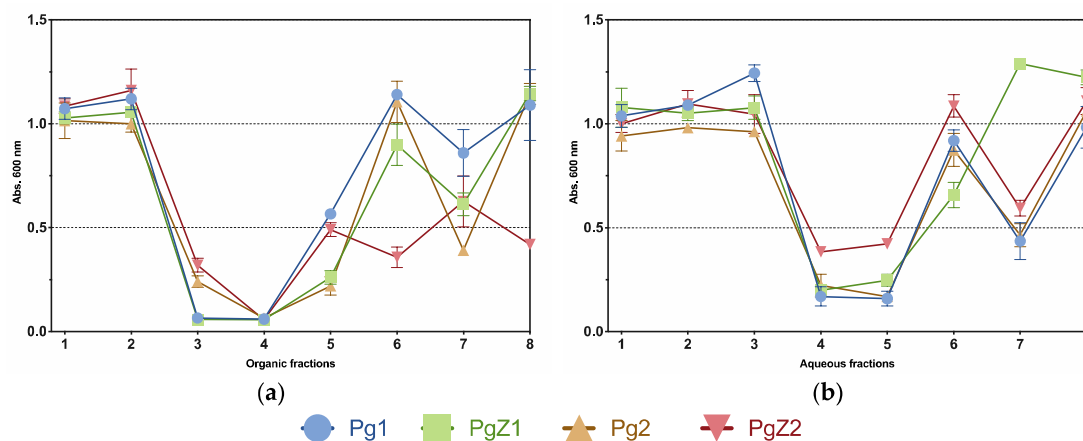 1.5
1.0
0.5
0.0
Abs. 600 nm
1 2 3 4 5 6 7 8
Organic fractions
(a)
1.5
1.0
0.5
0.0
Abs. 600 nm
1 2 3 4 5 6 7
Aqueous fractions
(b)
Pg1 PgZ1 Pg2 PgZ2